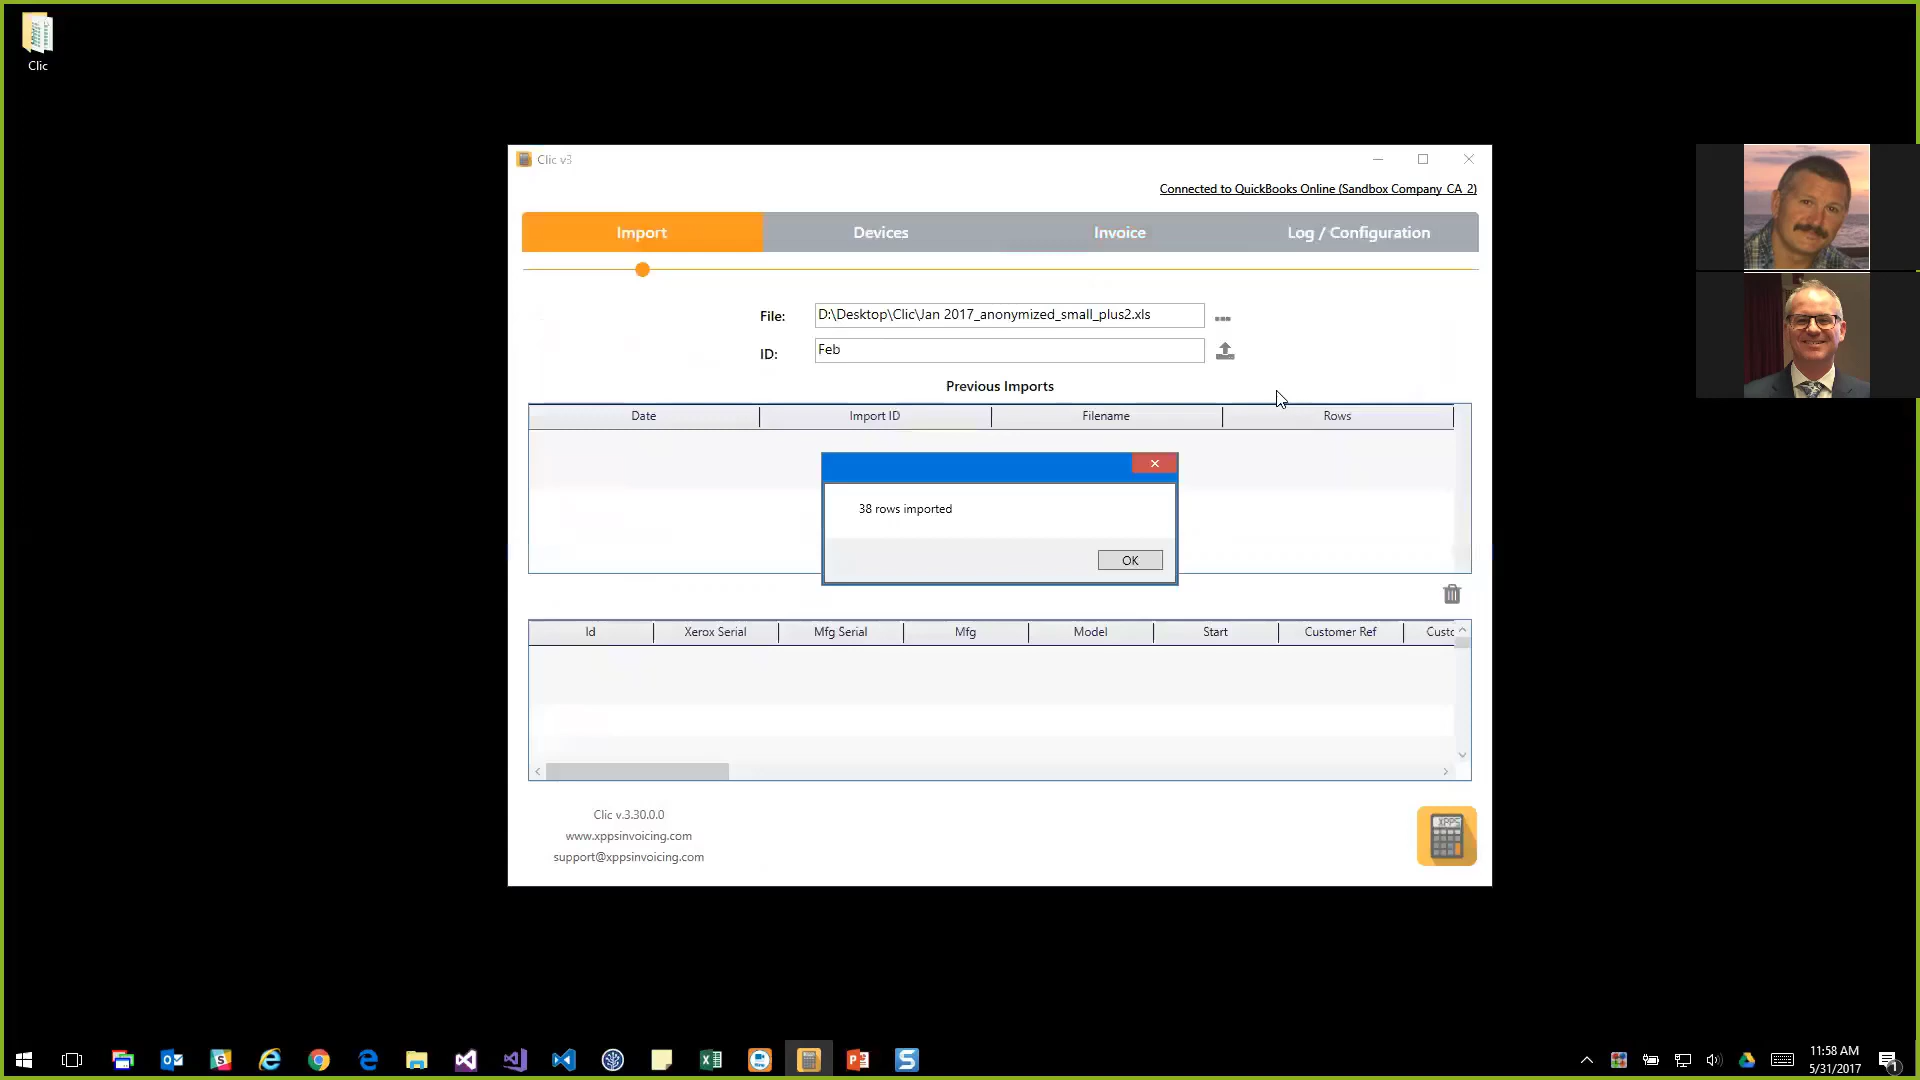 Clic
Clic v3
Connected to QuickBooks Online (Sandbox Company_CA_2)
Import
Devices
Invoice
Log / Configuration
File:
D:\Desktop\Clic\Jan 2017_anonymized_small_plus2.xls
ID:
Feb
Previous Imports
Date
Import ID
Filename
Rows
38 rows imported
OK
Id
Xerox Serial
Mfg Serial
Mfg
Model
Start
Customer Ref
Custo
Clic v.3.30.0.0
www.xppsinvoicing.com
support@xppsinvoicing.com
XPPS
11:58 AM
5/31/2017
1